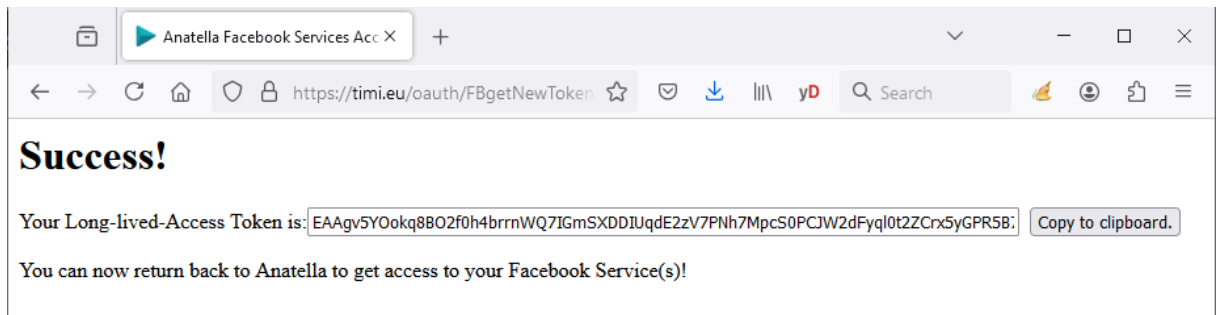 Anatella Facebook Services Acc
https://timi.eu/oauth/FBgetNewToken
yD
Search
Success!
Your Long-lived-Access Token is: EAAgv5YOokq8BO2f0h4brrnWQ7IGmSXDDIUqdE2zV7PNh7MpcS0PCJW2dFyql0t2ZCrx5yGPR5B Copy to clipboard.
You can now return back to Anatella to get access to your Facebook Service(s)!